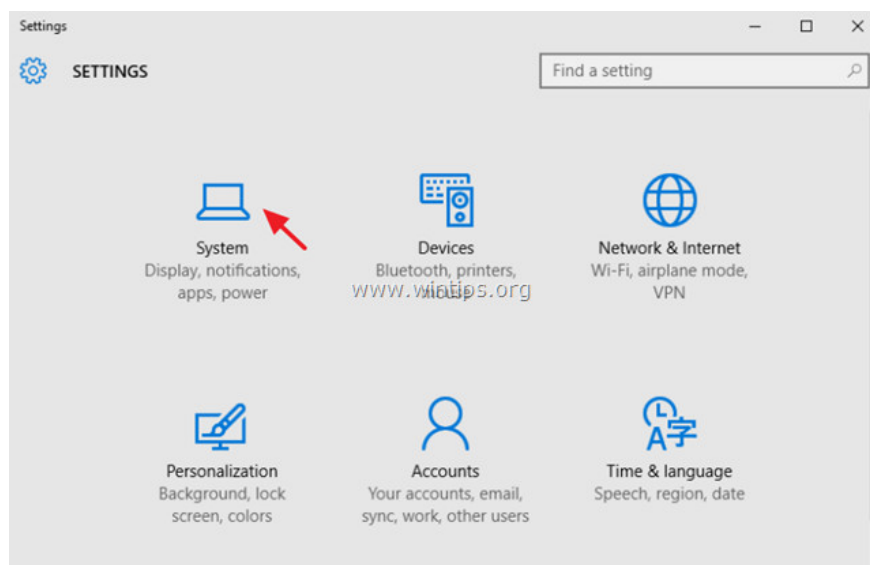 Settings
SETTINGS
Find a setting
System
Display, notifications,
apps, power
Devices
Bluetooth, printers,
mouse
www.wintips.org
Network & Internet
Wi-Fi, airplane mode,
VPN
Personalization
Background, lock
screen, colors
Accounts
Your accounts, email,
sync, work, other users
Time & language
Speech, region, date